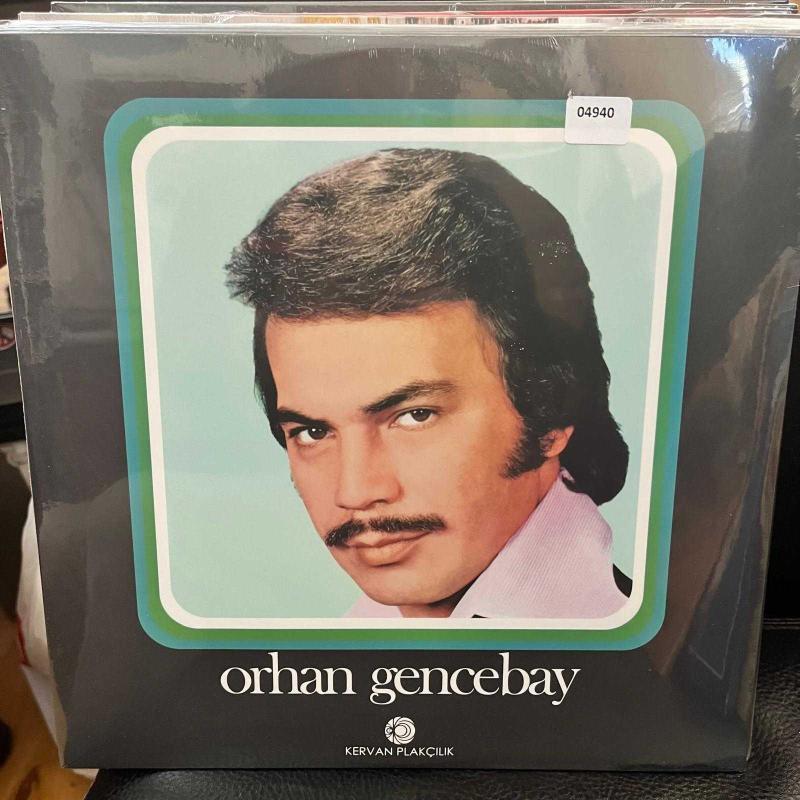 04940
orhan gencebay
KERVAN PLAKÇILIK